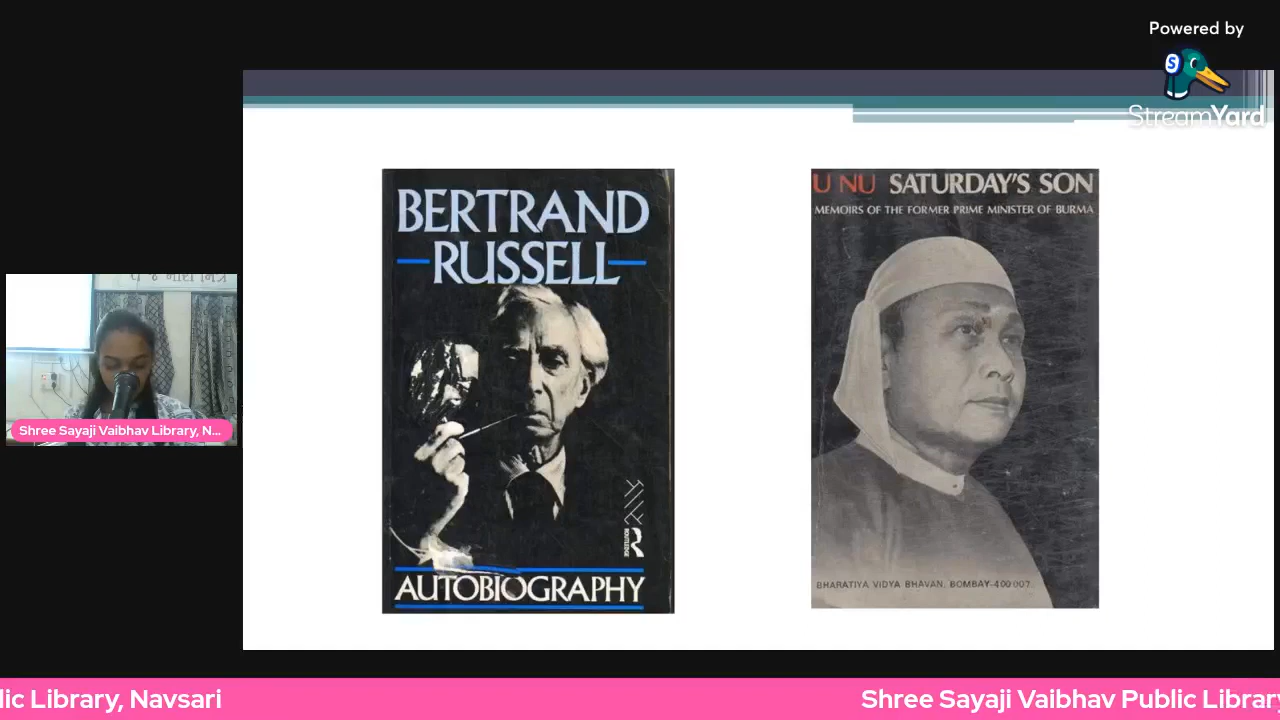 Powered by
StreamYard
BERTRAND
RUSSELL
ROUTLEDGE
AUTOBIOGRAPHY
U NU SATURDAY'S SON
MEMOIRS OF THE FORMER PRIME MINISTER OF BURMA
BHARATIYA VIDYA BHAVAN, BOMBAY-400 007.
Shree Sayaji Vaibhav Library, N...
lic Library, Navsari
Shree Sayaji Vaibhav Public Library